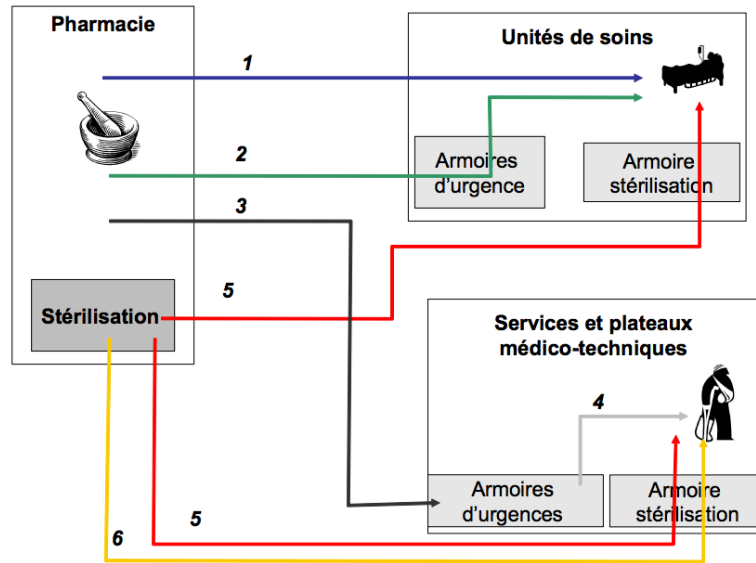 Pharmacie
1
Unités de soins
2
Armoires
d'urgence
Armoire
stérilisation
3
5
Stérilisation
Services et plateaux
médico-techniques
4
Armoires
d'urgences
Armoire
stérilisation
5
6